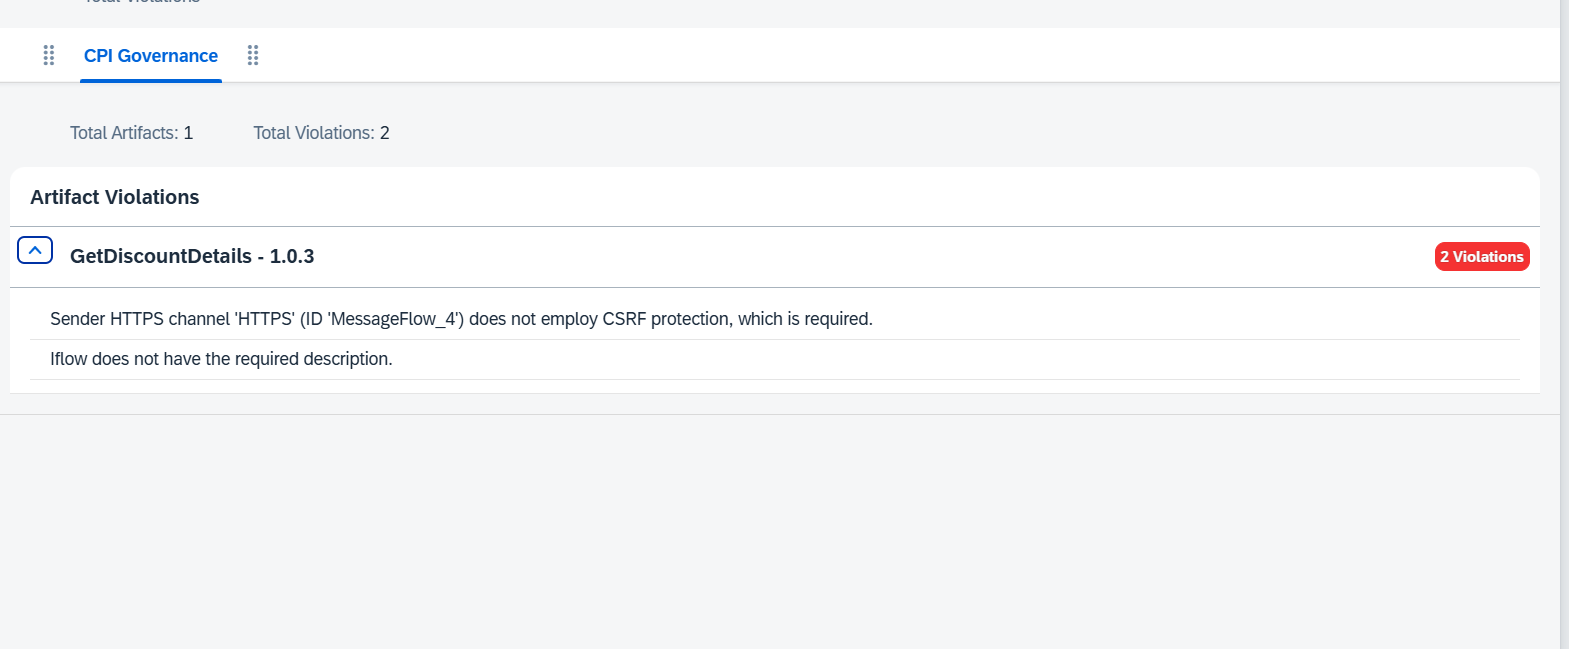 CPI Governance
Total Artifacts: 1 Total Violations: 2
Artifact Violations
GetDiscountDetails - 1.0.3 2 Violations
Sender HTTPS channel 'HTTPS' (ID 'MessageFlow_4') does not employ CSRF protection, which is required.
Iflow does not have the required description.